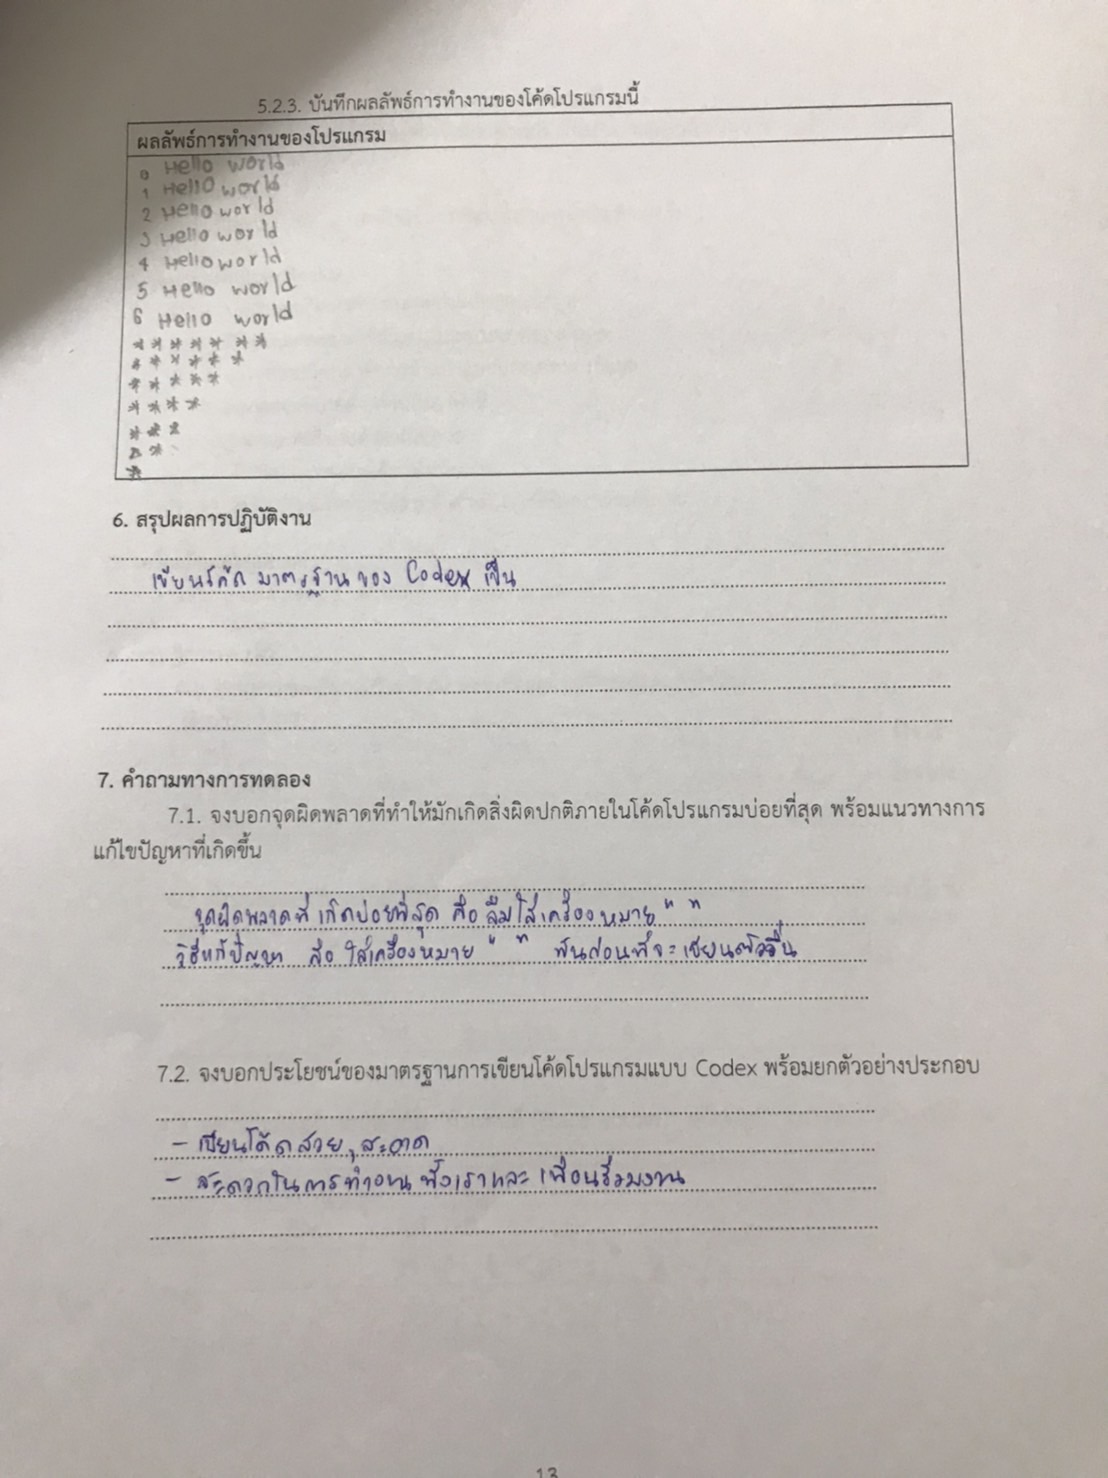 5.2.3. บันทึกผลลัพธ์การทำงานของโค้ดโปรแกรมนี้
ผลลัพธ์การทำงานของโปรแกรม
0 Hello World
1 Hello world
2 Hello world
3 Hello world
4 Hello world
5 Hello world
6 Hello world
* * * * * * *
* * * * * *
* * * * *
* * * *
* * *
* *
*
6. สรุปผลการปฏิบัติงาน
เขียนโค้ด มาตรฐาน ของ Codex เป็น
7. คำถามทางการทดลอง
7.1. จงบอกจุดผิดพลาดที่ทำให้มักเกิดสิ่งผิดปกติภายในโค้ดโปรแกรมบ่อยที่สุด พร้อมแนวทางการ
แก้ไขปัญหาที่เกิดขึ้น
จุดผิดพลาดที่ เกิดบ่อยที่สุด คือ ลืมใส่เครื่องหมาย " "
วิธีแก้ปัญหา คือ ใส่เครื่องหมาย " " ก่อนที่จะ เขียนตัวอื่น
7.2. จงบอกประโยชน์ของมาตรฐานการเขียนโค้ดโปรแกรมแบบ Codex พร้อมยกตัวอย่างประกอบ
- เขียนโค้ด สวย, สะอาด
- สะดวกในการทำงาน ทั้งเราและ เพื่อนร่วมงาน
13